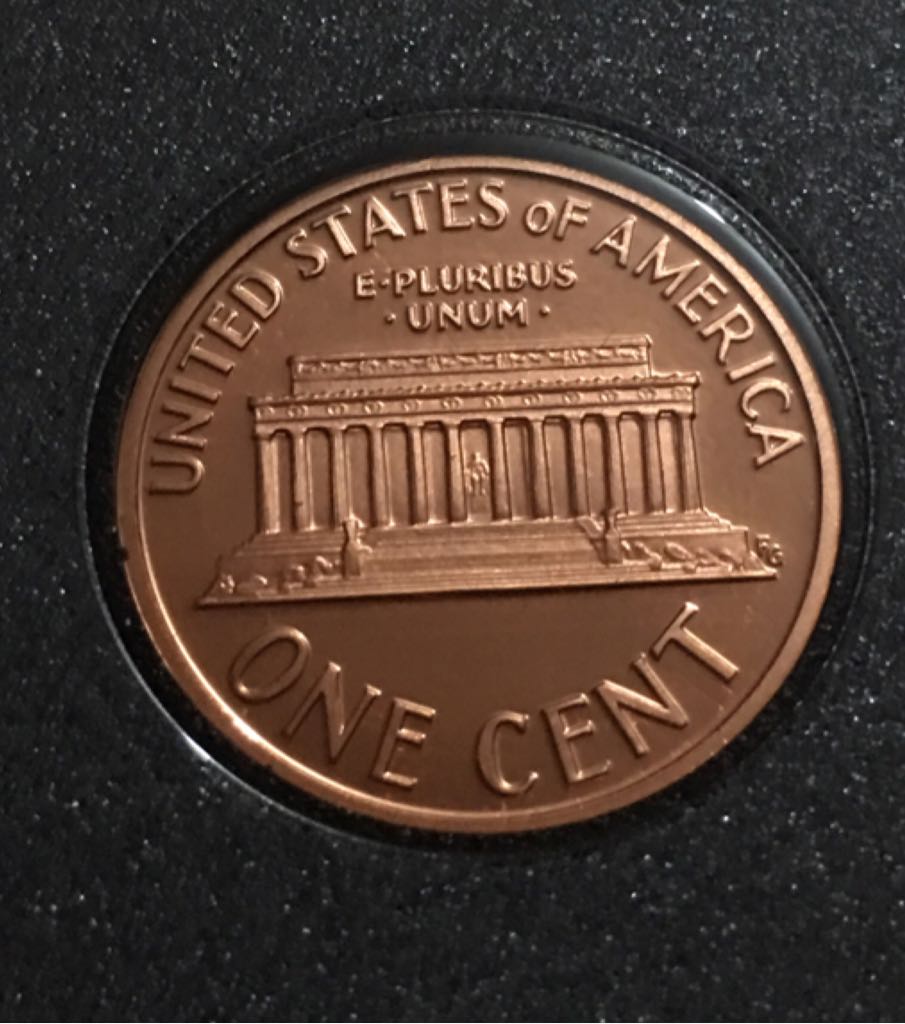 UNITED STATES OF AMERICA
E·PLURIBUS
·UNUM·
FG
ONE CENT